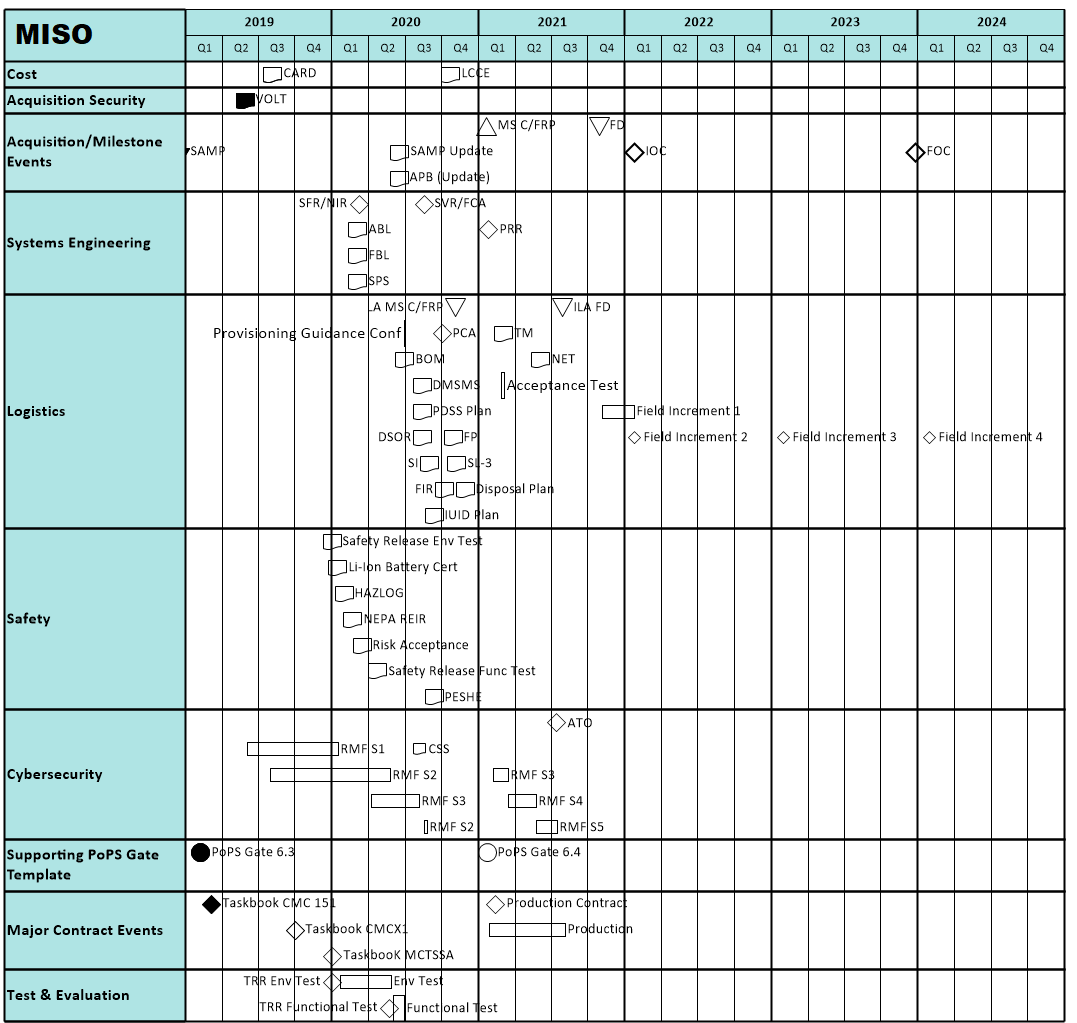 MISO
2019 2020 2021 2022 2023 2024
Q1 Q2 Q3 Q4 Q1 Q2 Q3 Q4 Q1 Q2 Q3 Q4 Q1 Q2 Q3 Q4 Q1 Q2 Q3 Q4 Q1 Q2 Q3 Q4
Cost
CARD LCCE
Acquisition Security
VOLT
Acquisition/Milestone
Events
MS C/FRP FD
SAMP SAMP Update IOC FOC
APB (Update)
Systems Engineering
SFR/NIR SVR/FCA
ABL PRR
FBL
SPS
Logistics
LA MS C/FRP ILA FD
Provisioning Guidance Conf PCA TM
BOM NET
DMSMS Acceptance Test
PDSS Plan Field Increment 1
DSOR FP Field Increment 2 Field Increment 3 Field Increment 4
SI SL-3
FIR Disposal Plan
IUID Plan
Safety
Safety Release Env Test
Li-Ion Battery Cert
HAZLOG
NEPA REIR
Risk Acceptance
Safety Release Func Test
PESHE
Cybersecurity
ATO
RMF S1 CSS
RMF S2 RMF S3
RMF S3 RMF S4
RMF S2 RMF S5
Supporting PoPS Gate
Template
PoPS Gate 6.3 PoPS Gate 6.4
Major Contract Events
Taskbook CMC 151 Production Contract
Taskbook CMCX1 Production
TaskbooK MCTSSA
Test & Evaluation
TRR Env Test Env Test
TRR Functional Test Functional Test